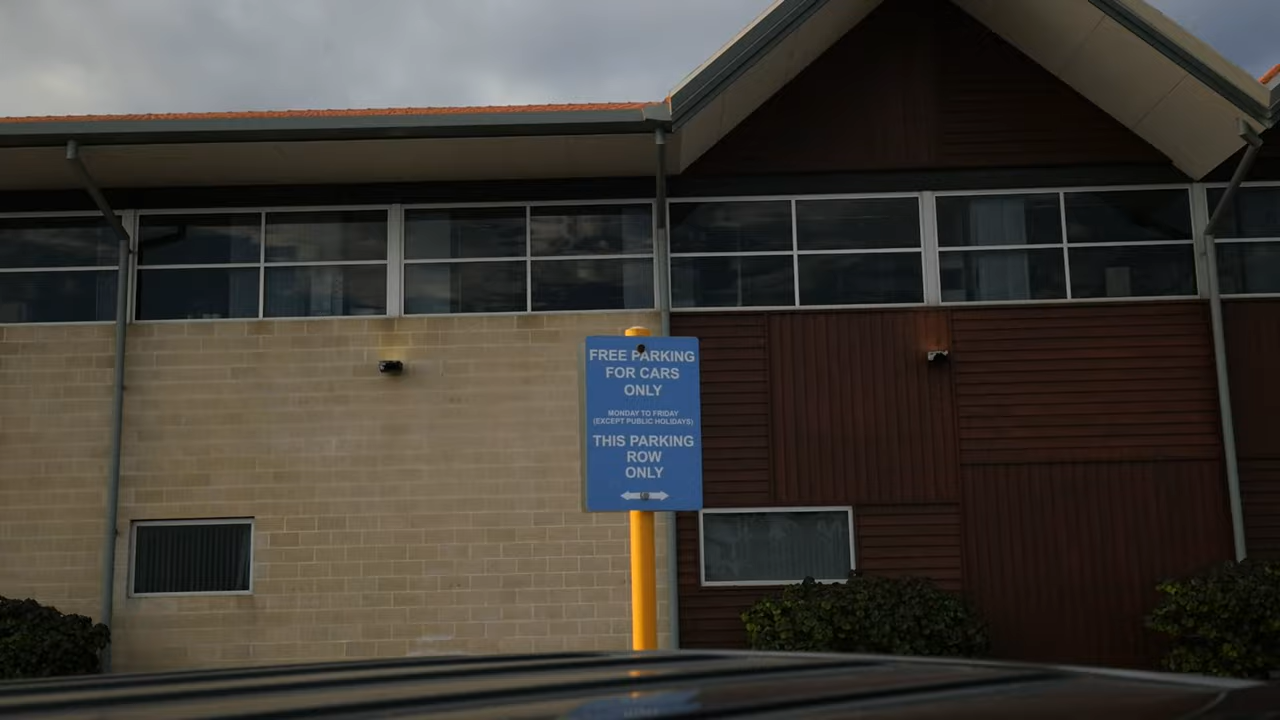 FREE PARKING
FOR CARS
ONLY
MONDAY TO FRIDAY
(EXCEPT PUBLIC HOLIDAYS)
THIS PARKING
ROW
ONLY